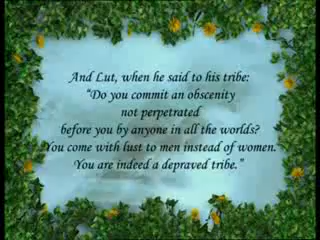 And Lut, when he said to his tribe:
“Do you commit an obscenity
not perpetrated
before you by anyone in all the worlds?
You come with lust to men instead of women.
You are indeed a depraved tribe.”